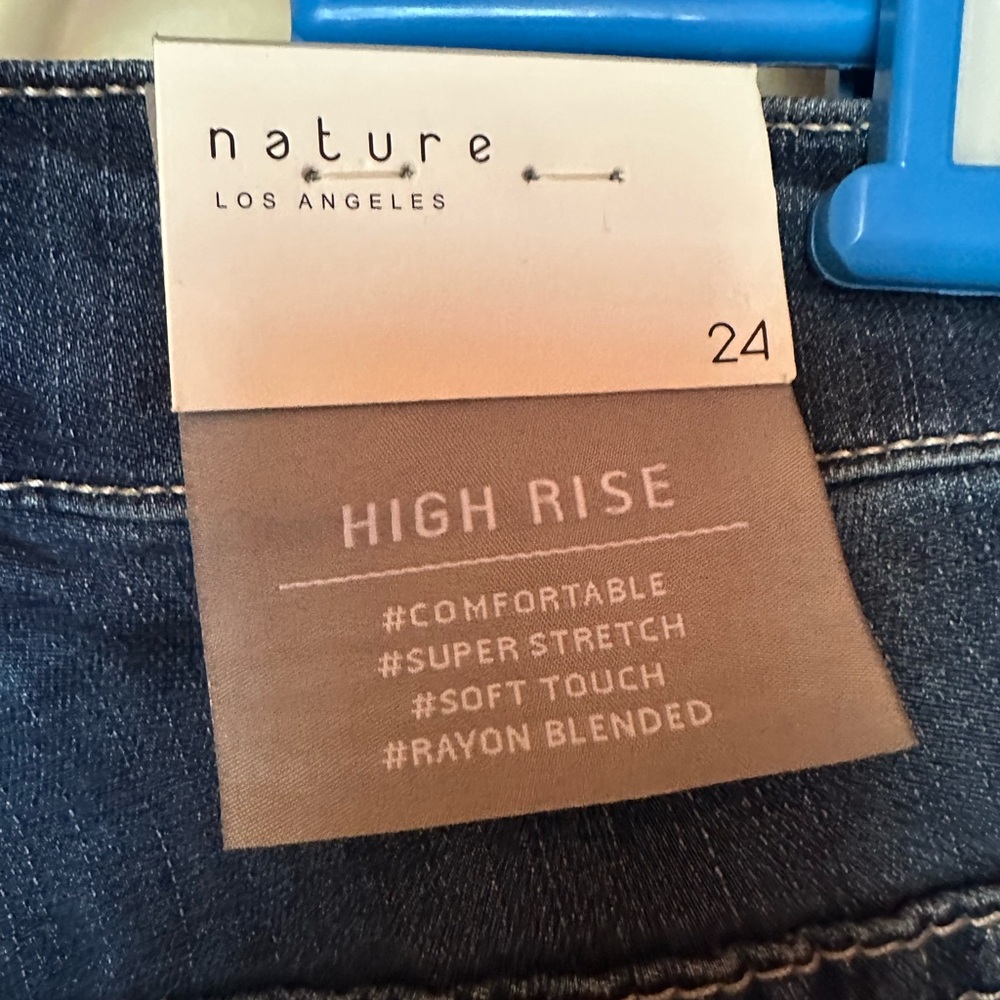 nature
LOS ANGELES
24
HIGH RISE
#COMFORTABLE
#SUPER STRETCH
#SOFT TOUCH
#RAYON BLENDED